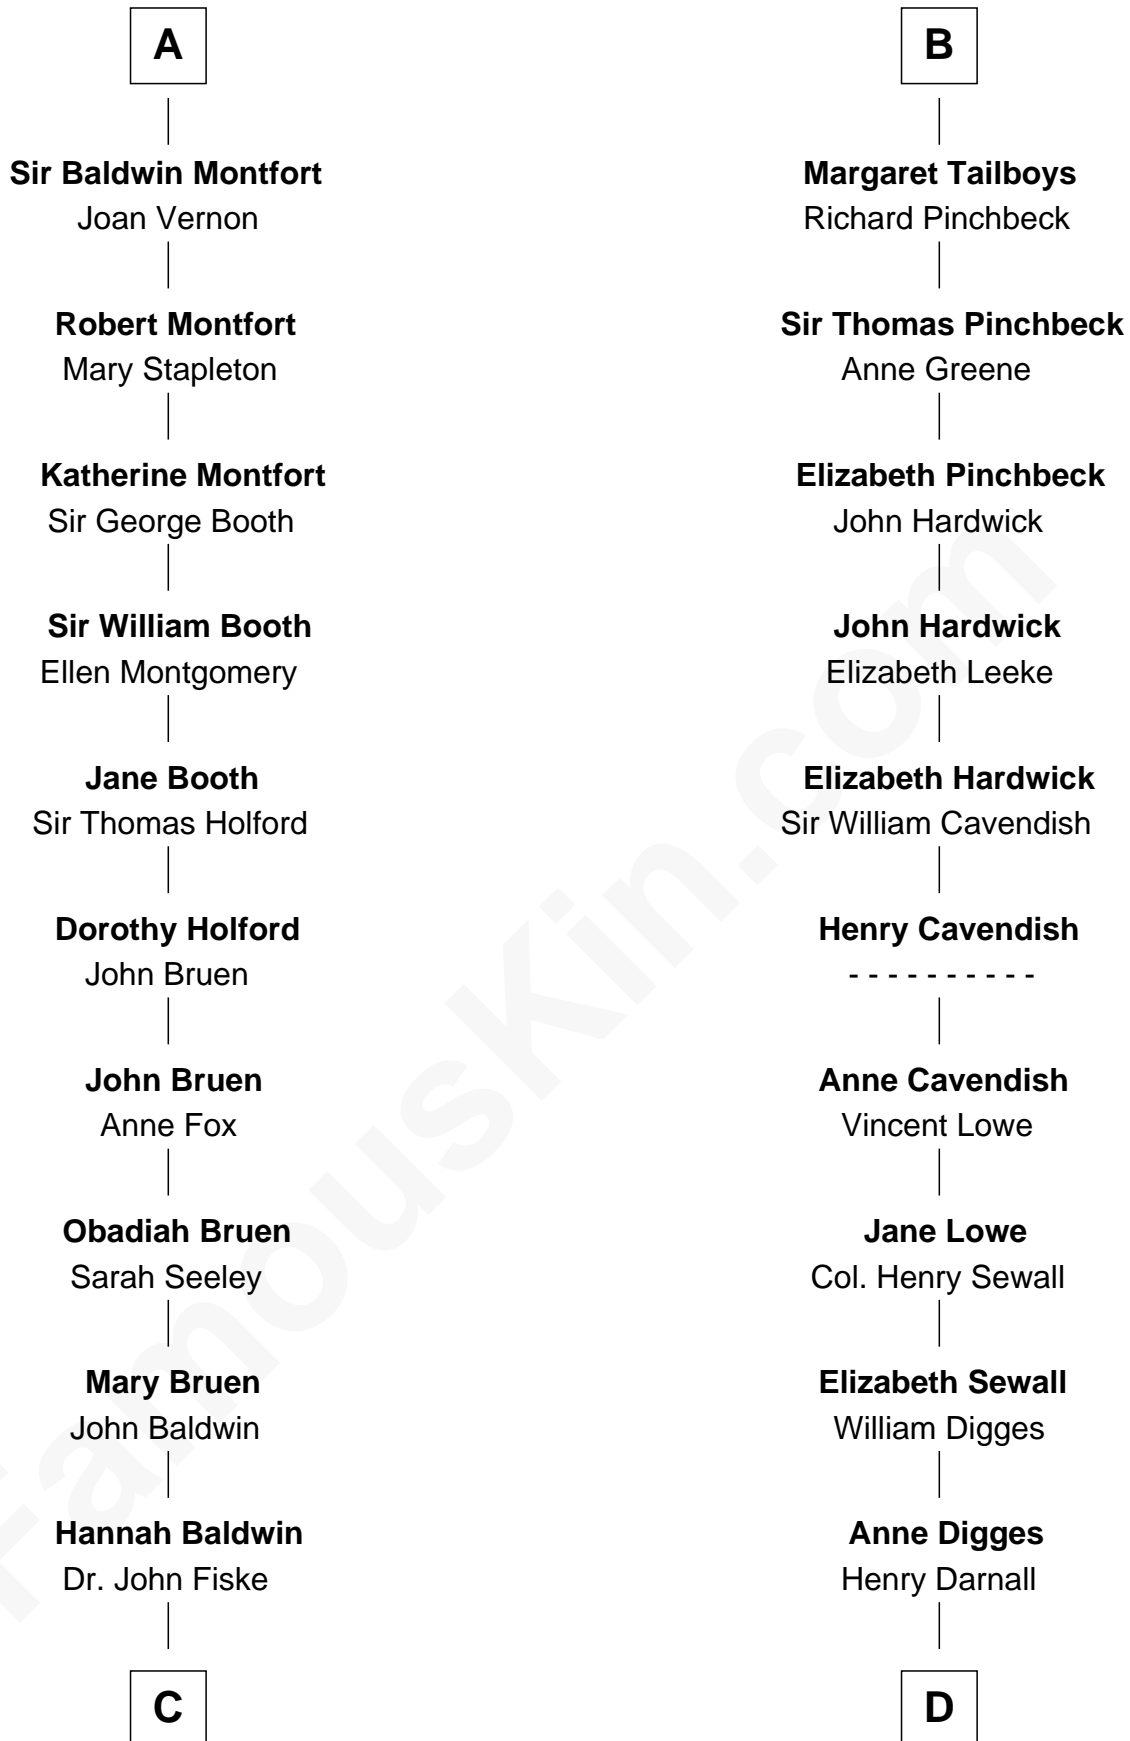 A
Sir Baldwin Montfort
Joan Vernon
Robert Montfort
Mary Stapleton
Katherine Montfort
Sir George Booth
Sir William Booth
Ellen Montgomery
Jane Booth
Sir Thomas Holford
Dorothy Holford
John Bruen
John Bruen
Anne Fox
Obadiah Bruen
Sarah Seeley
Mary Bruen
John Baldwin
Hannah Baldwin
Dr. John Fiske
C
B
Margaret Tailboys
Richard Pinchbeck
Sir Thomas Pinchbeck
Anne Greene
Elizabeth Pinchbeck
John Hardwick
John Hardwick
Elizabeth Leeke
Elizabeth Hardwick
Sir William Cavendish
Henry Cavendish
- - - - - - - - - -
Anne Cavendish
Vincent Lowe
Jane Lowe
Col. Henry Sewall
Elizabeth Sewall
William Digges
Anne Digges
Henry Darnall
D
FamousKin.com